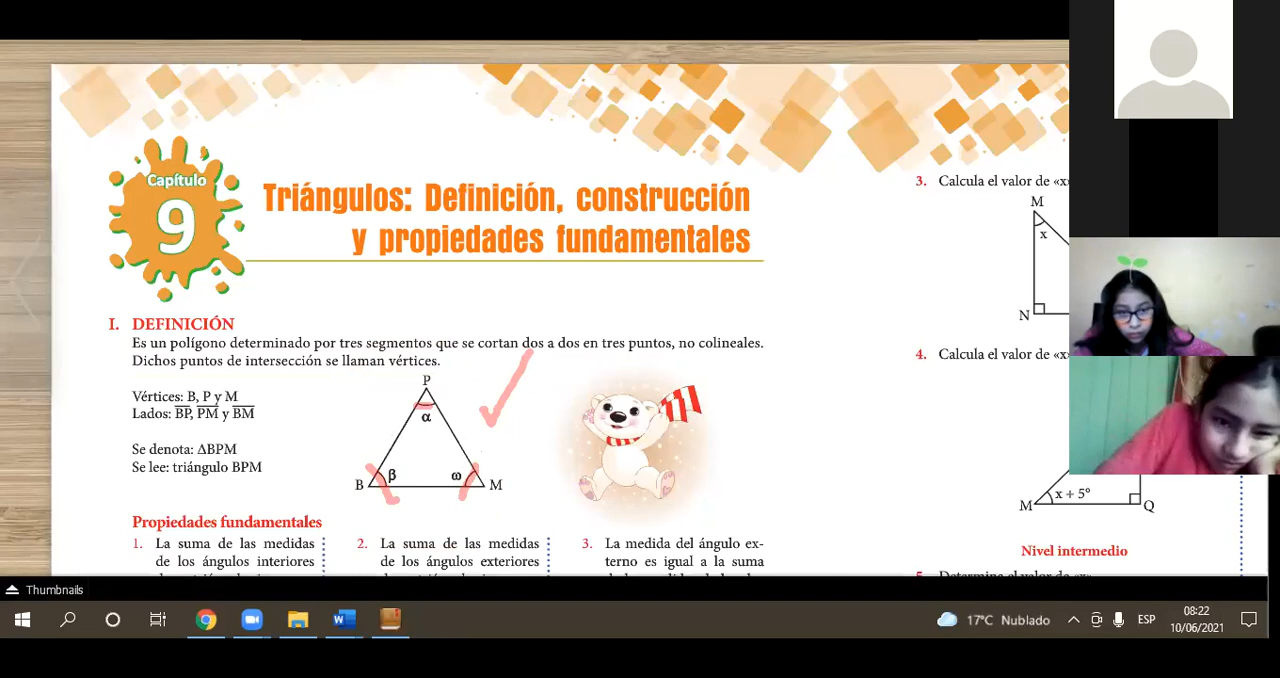 Capítulo
9
Triángulos: Definición, construcción
y propiedades fundamentales
I. DEFINICIÓN
Es un polígono determinado por tres segmentos que se cortan dos a dos en tres puntos, no colineales.
Dichos puntos de intersección se llaman vértices.
Vértices: B, P y M
Lados: BP, PM y BM
Se denota: ΔBPM
Se lee: triángulo BPM
P
α
β
ω
B
M
Propiedades fundamentales
1. La suma de las medidas
de los ángulos interiores
2. La suma de las medidas
de los ángulos exteriores
3. La medida del ángulo ex-
terno es igual a la suma
3. Calcula el valor de «x
M
x
N
4. Calcula el valor de «x
M
x + 5°
Q
Nivel intermedio
5. Determine el valor de «x»
Thumbnails
17°C Nublado
ESP
08:22
10/06/2021